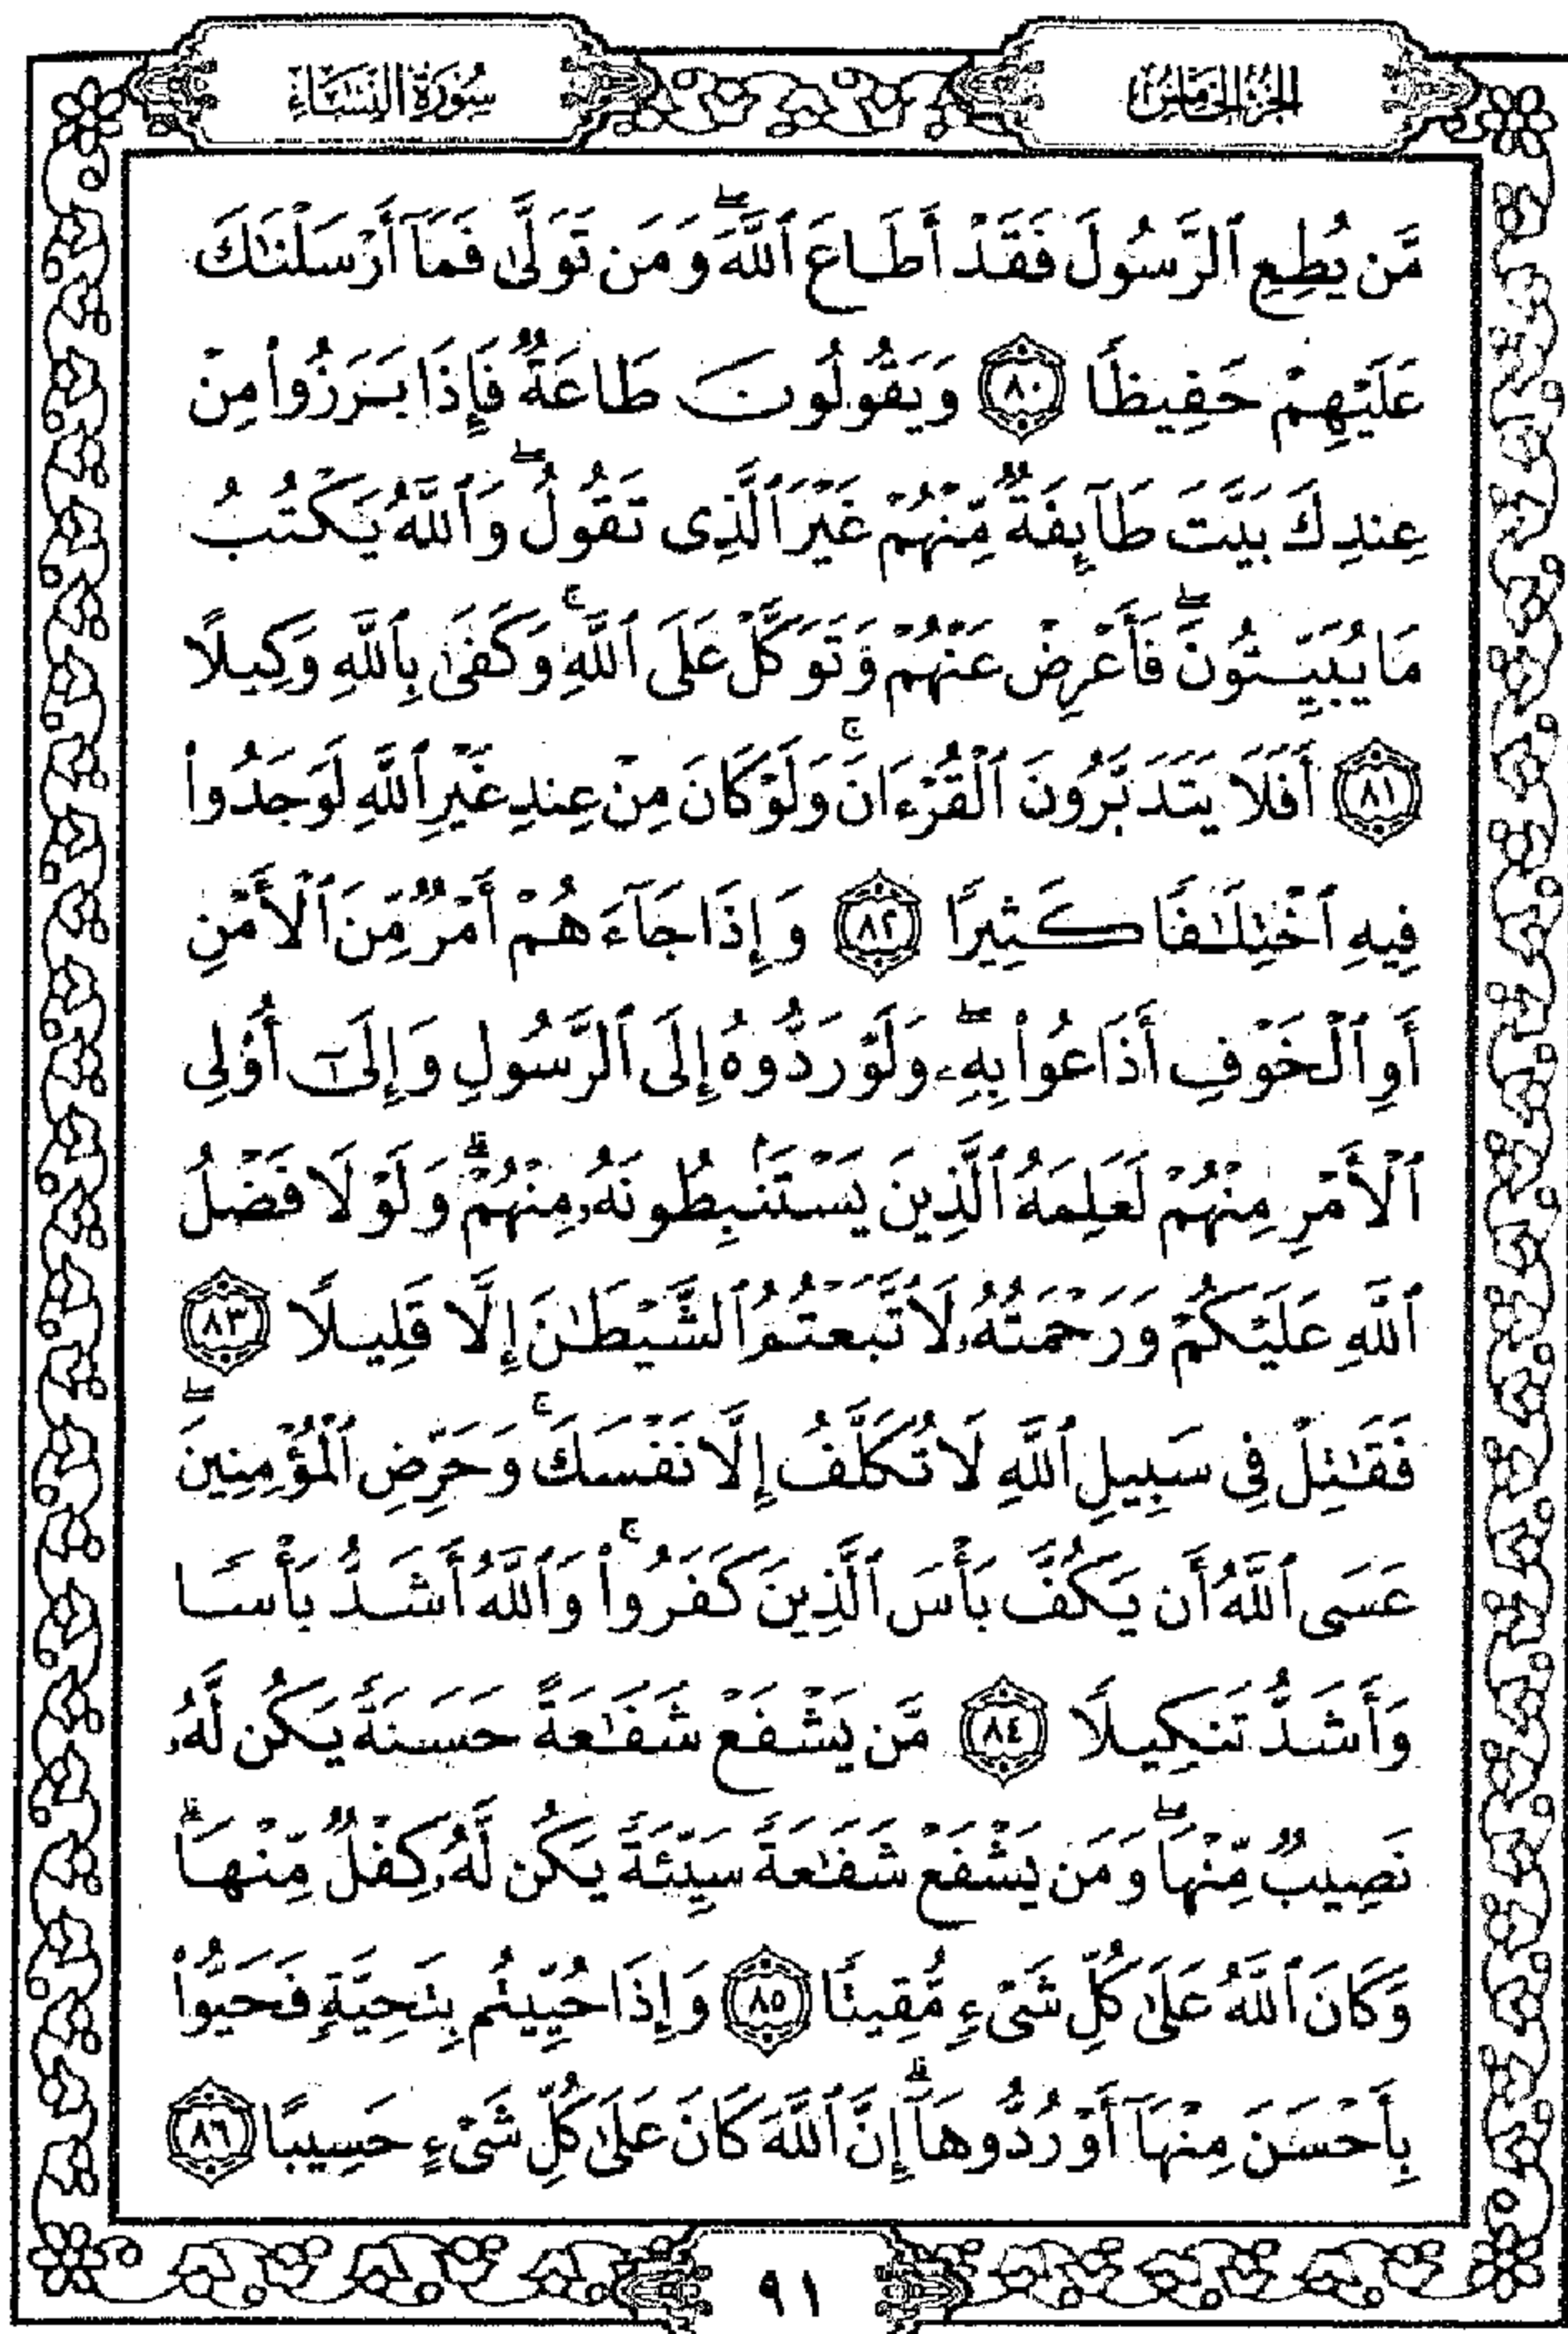 الجزء الخامس
سُورَةُ النِّسَاءِ
مَّن يُطِعِ ٱلرَّسُولَ فَقَدْ أَطَاعَ ٱللَّهَ ۖ وَمَن تَوَلَّىٰ فَمَآ أَرْسَلْنَٰكَ
عَلَيْهِمْ حَفِيظًا ٨٠ وَيَقُولُونَ طَاعَةٌ فَإِذَا بَرَزُوا۟ مِنْ
عِندِكَ بَيَّتَ طَآئِفَةٌ مِّنْهُمْ غَيْرَ ٱلَّذِى تَقُولُ ۖ وَٱللَّهُ يَكْتُبُ
مَا يُبَيِّتُونَ ۖ فَأَعْرِضْ عَنْهُمْ وَتَوَكَّلْ عَلَى ٱللَّهِ ۚ وَكَفَىٰ بِٱللَّهِ وَكِيلًا
٨١ أَفَلَا يَتَدَبَّرُونَ ٱلْقُرْءَانَ ۚ وَلَوْ كَانَ مِنْ عِندِ غَيْرِ ٱللَّهِ لَوَجَدُوا۟
فِيهِ ٱخْتِلَٰفًا كَثِيرًا ٨٢ وَإِذَا جَآءَهُمْ أَمْرٌ مِّنَ ٱلْأَمْنِ
أَوِ ٱلْخَوْفِ أَذَاعُوا۟ بِهِۦ ۖ وَلَوْ رَدُّوهُ إِلَى ٱلرَّسُولِ وَإِلَىٰٓ أُو۟لِى
ٱلْأَمْرِ مِنْهُمْ لَعَلِمَهُ ٱلَّذِينَ يَسْتَنۢبِطُونَهُۥ مِنْهُمْ ۗ وَلَوْلَا فَضْلُ
ٱللَّهِ عَلَيْكُمْ وَرَحْمَتُهُۥ لَٱتَّبَعْتُمُ ٱلشَّيْطَٰنَ إِلَّا قَلِيلًا ٨٣
فَقَٰتِلْ فِى سَبِيلِ ٱللَّهِ لَا تُكَلَّفُ إِلَّا نَفْسَكَ ۚ وَحَرِّضِ ٱلْمُؤْمِنِينَ ۖ
عَسَى ٱللَّهُ أَن يَكُفَّ بَأْسَ ٱلَّذِينَ كَفَرُوا۟ ۚ وَٱللَّهُ أَشَدُّ بَأْسًا
وَأَشَدُّ تَنكِيلًا ٨٤ مَّن يَشْفَعْ شَفَٰعَةً حَسَنَةً يَكُن لَّهُۥ
نَصِيبٌ مِّنْهَا ۖ وَمَن يَشْفَعْ شَفَٰعَةً سَيِّئَةً يَكُن لَّهُۥ كِفْلٌ مِّنْهَا ۗ
وَكَانَ ٱللَّهُ عَلَىٰ كُلِّ شَىْءٍ مُّقِيتًا ٨٥ وَإِذَا حُيِّيتُم بِتَحِيَّةٍ فَحَيُّوا۟
بِأَحْسَنَ مِنْهَآ أَوْ رُدُّوهَآ ۗ إِنَّ ٱللَّهَ كَانَ عَلَىٰ كُلِّ شَىْءٍ حَسِيبًا ٨٦
٩١